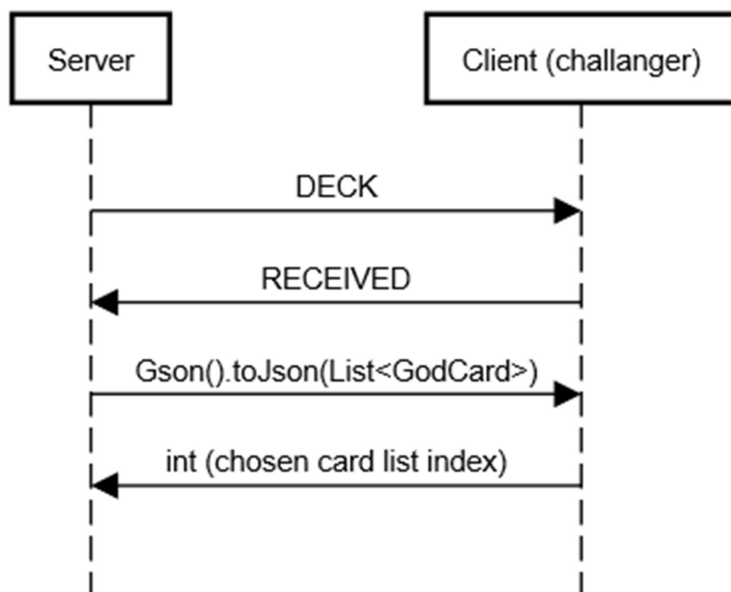 Server
Client (challanger)
DECK
RECEIVED
Gson().toJson(List<GodCard>)
int (chosen card list index)